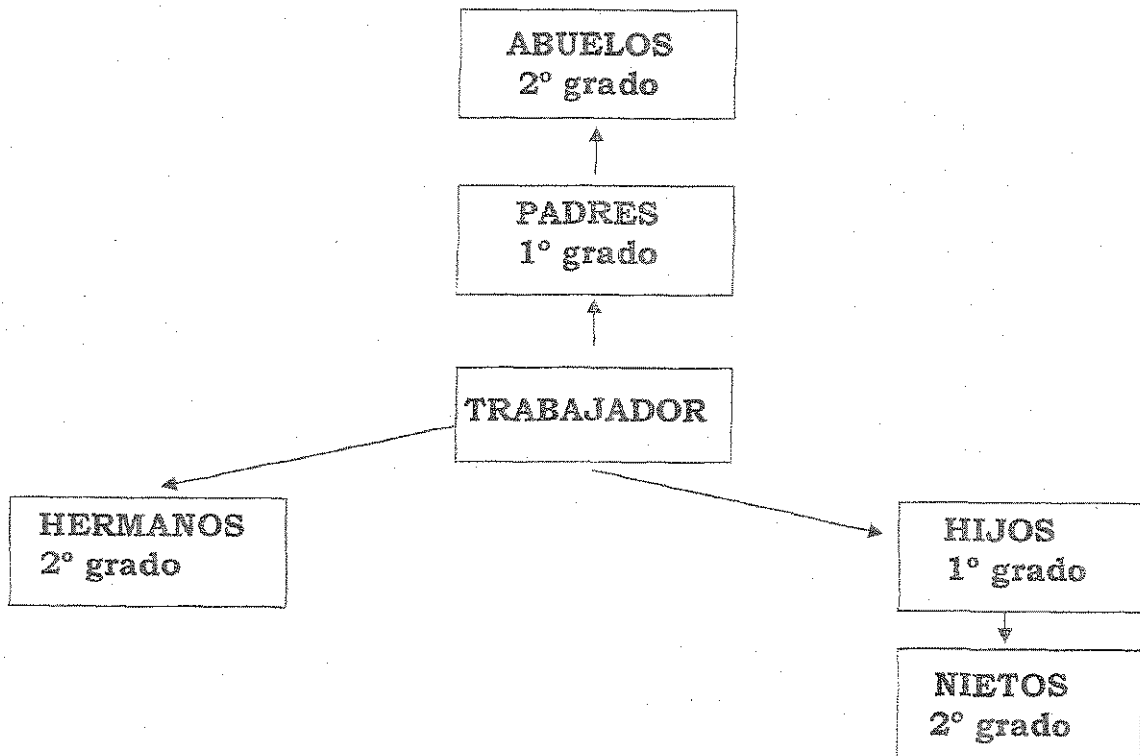 ABUELOS
2º grado
PADRES
1º grado
TRABAJADOR
HERMANOS
2º grado
HIJOS
1º grado
NIETOS
2º grado